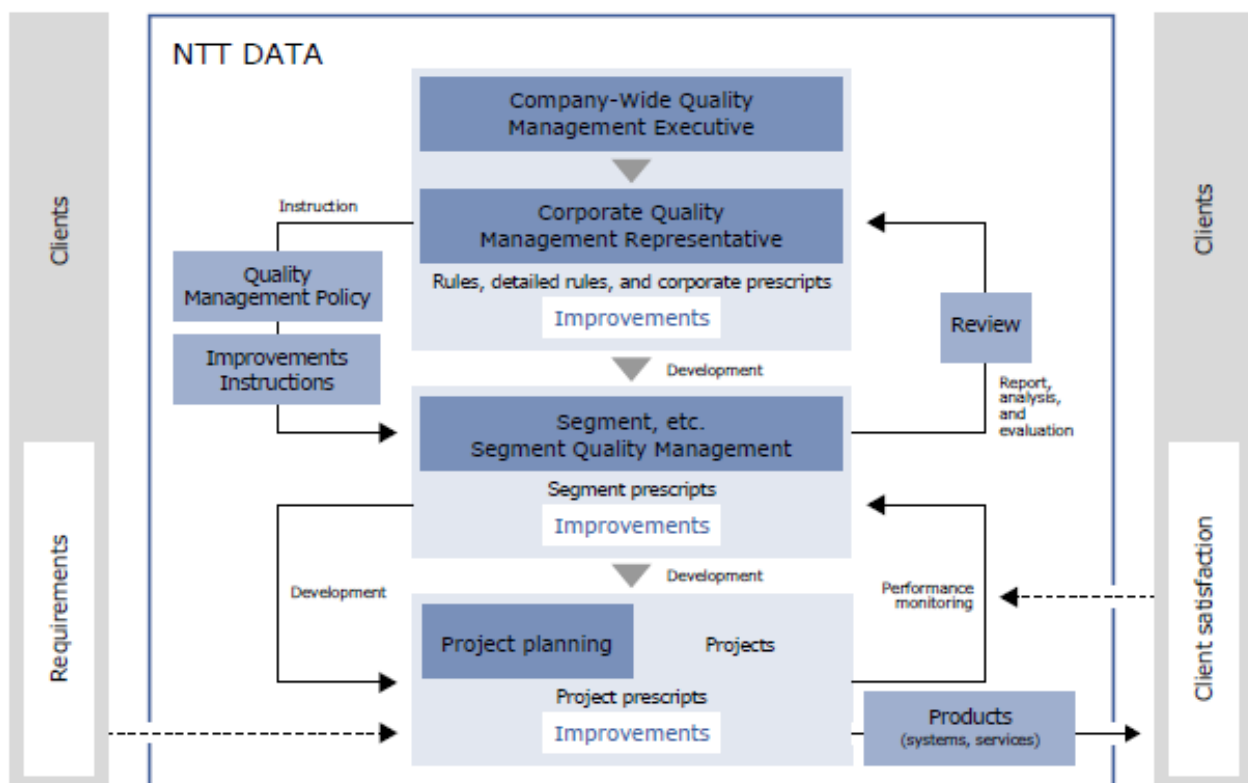 NTT DATA
Clients
Requirements
Company-Wide Quality
Management Executive
Instruction
Corporate Quality
Management Representative
Rules, detailed rules, and corporate prescripts
Improvements
Quality
Management Policy
Improvements
Instructions
Development
Review
Report,
analysis,
and
evaluation
Segment, etc.
Segment Quality Management
Segment prescripts
Improvements
Development
Development
Performance
monitoring
Project planning
Projects
Project prescripts
Improvements
Products
(systems, services)
Clients
Client satisfaction